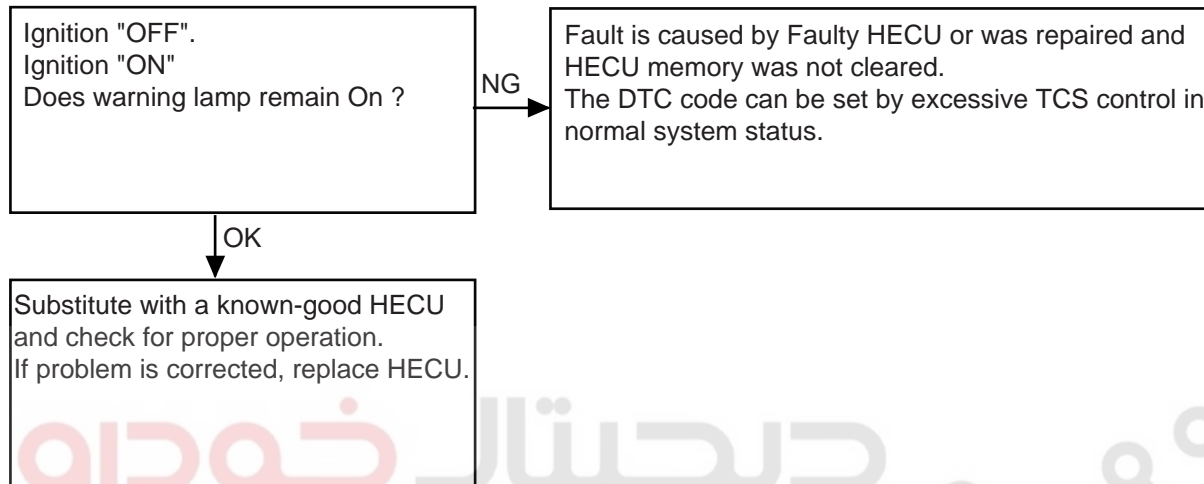 Ignition "OFF".
Ignition "ON"
Does warning lamp remain On ?
NG
Fault is caused by Faulty HECU or was repaired and
HECU memory was not cleared.
The DTC code can be set by excessive TCS control in
normal system status.
OK
Substitute with a known-good HECU
and check for proper operation.
If problem is corrected, replace HECU.
دیجیتال خودرو